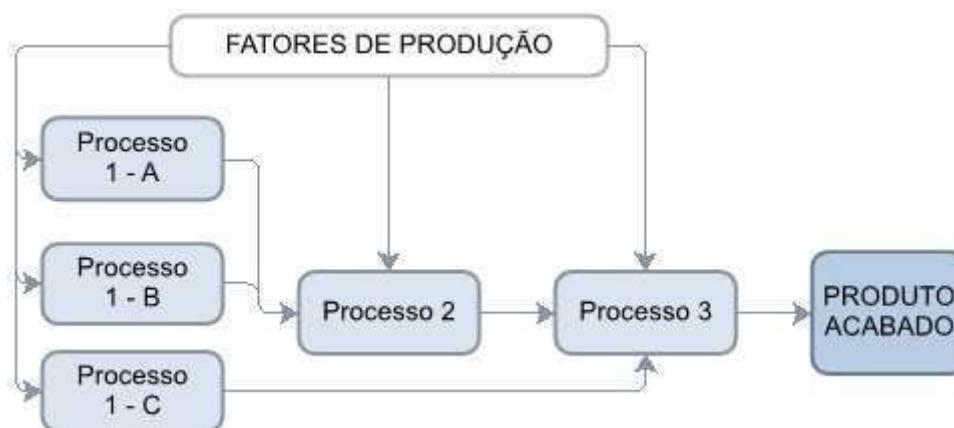 FATORES DE PRODUÇÃO
Processo
1 - A
Processo
1 - B
Processo 2
Processo 3
PRODUTO
ACABADO
Processo
1 - C